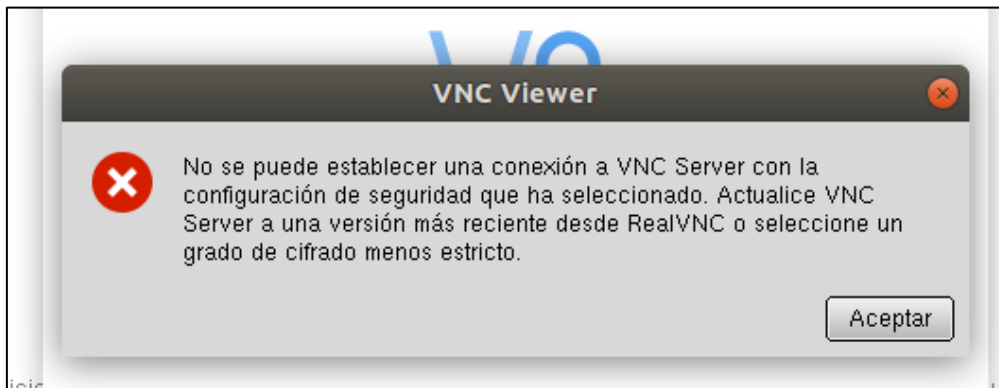 VNC Viewer
No se puede establecer una conexión a VNC Server con la
configuración de seguridad que ha seleccionado. Actualice VNC
Server a una versión más reciente desde RealVNC o seleccione un
grado de cifrado menos estricto.
Aceptar